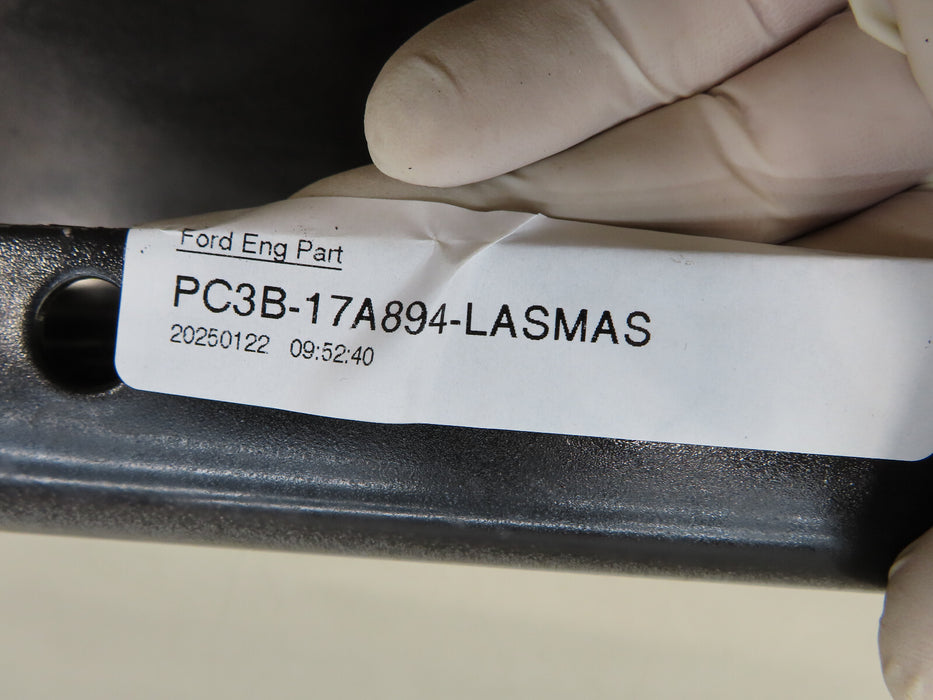 Ford Eng Part
PC3B-17A894-LASMAS
20250122 09:52:40